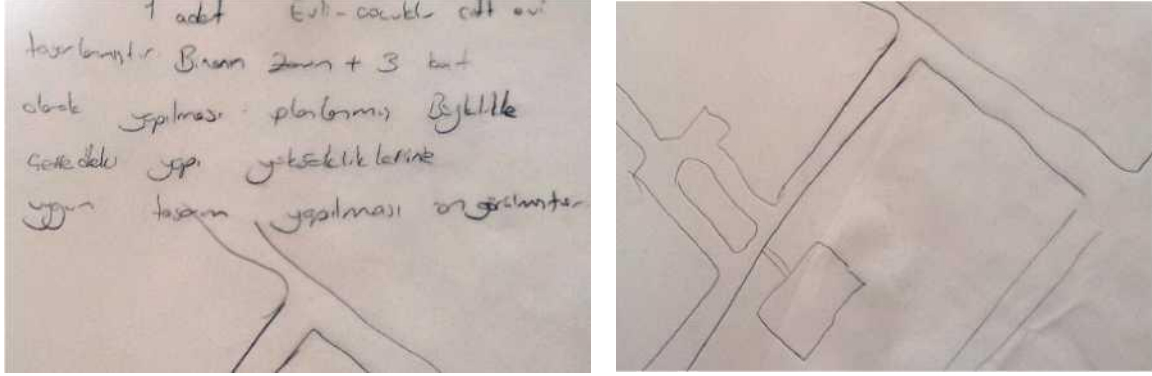 1 adet Evli-çocuklu çift evi
tasarlanmıştır Binanın zemin + 3 kat
olarak yapılması planlanmış Böylelikle
çevredeki yapı yüksekliklerine
uygun tasarım yapılması öngörülmüştür